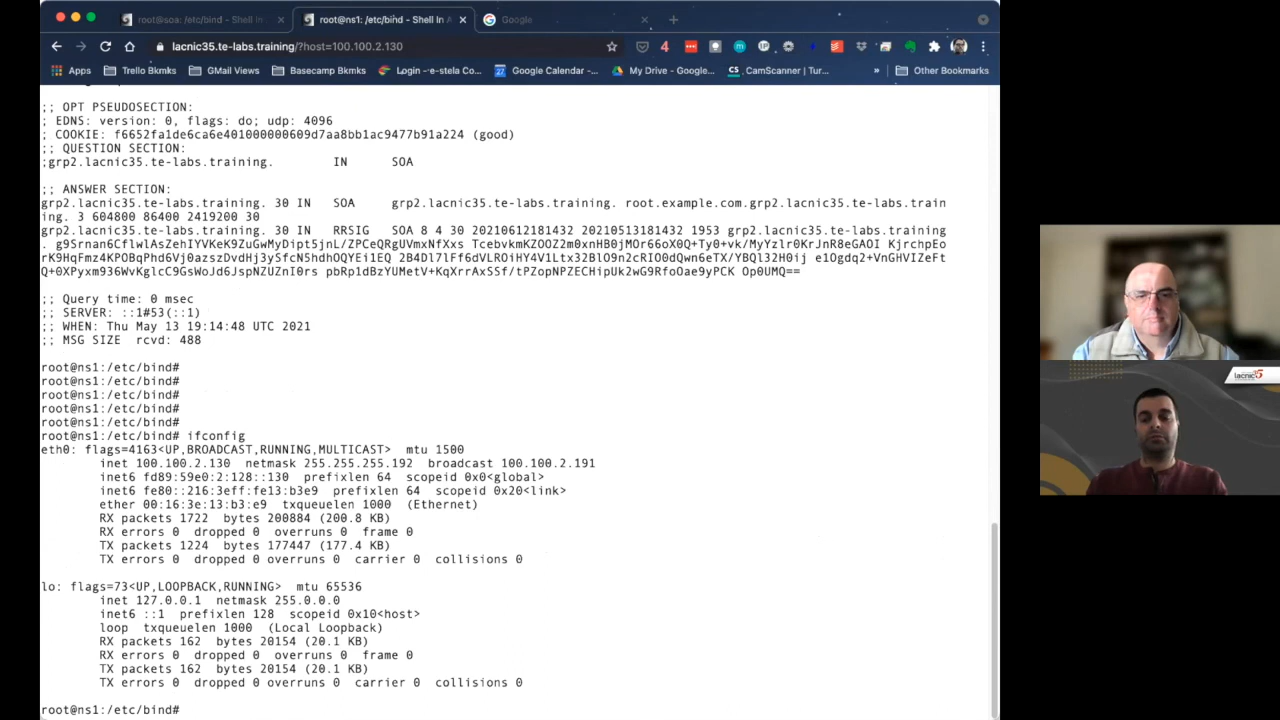 root@soa: /etc/bind - Shell In
root@ns1: /etc/bind - Shell In A
Google
lacnic35.te-labs.training/?host=100.100.2.130
Apps
Trello Bkmks
GMail Views
Basecamp Bkmks
Login - e-stela Co...
Google Calendar -...
My Drive - Google...
CamScanner | Tur...
»
Other Bookmarks
;; OPT PSEUDOSECTION:
; EDNS: version: 0, flags: do; udp: 4096
; COOKIE: f6652fa1de6ca6e401000000609d7aa8bb1ac9477b91a224 (good)
;; QUESTION SECTION:
;grp2.lacnic35.te-labs.training. IN SOA
;; ANSWER SECTION:
grp2.lacnic35.te-labs.training. 30 IN SOA grp2.lacnic35.te-labs.training. root.example.com.grp2.lacnic35.te-labs.train
ing. 3 604800 86400 2419200 30
grp2.lacnic35.te-labs.training. 30 IN RRSIG SOA 8 4 30 20210612181432 20210513181432 1953 grp2.lacnic35.te-labs.training
;; Query time: 0 msec
;; SERVER: ::1#53(::1)
;; WHEN: Thu May 13 19:14:48 UTC 2021
;; MSG SIZE rcvd: 488
root@ns1:/etc/bind#
root@ns1:/etc/bind#
root@ns1:/etc/bind#
root@ns1:/etc/bind#
root@ns1:/etc/bind#
root@ns1:/etc/bind# ifconfig
eth0: flags=4163<UP,BROADCAST,RUNNING,MULTICAST> mtu 1500
inet 100.100.2.130 netmask 255.255.255.192 broadcast 100.100.2.191
inet6 fd89:59e0:2:128::130 prefixlen 64 scopeid 0x0<global>
inet6 fe80::216:3eff:fe13:b3e9 prefixlen 64 scopeid 0x20<link>
ether 00:16:3e:13:b3:e9 txqueuelen 1000 (Ethernet)
RX packets 1722 bytes 200884 (200.8 KB)
RX errors 0 dropped 0 overruns 0 frame 0
TX packets 1224 bytes 177447 (177.4 KB)
TX errors 0 dropped 0 overruns 0 carrier 0 collisions 0
lo: flags=73<UP,LOOPBACK,RUNNING> mtu 65536
inet 127.0.0.1 netmask 255.0.0.0
inet6 ::1 prefixlen 128 scopeid 0x10<host>
loop txqueuelen 1000 (Local Loopback)
RX packets 162 bytes 20154 (20.1 KB)
RX errors 0 dropped 0 overruns 0 frame 0
TX packets 162 bytes 20154 (20.1 KB)
TX errors 0 dropped 0 overruns 0 carrier 0 collisions 0
root@ns1:/etc/bind#
lacnic35